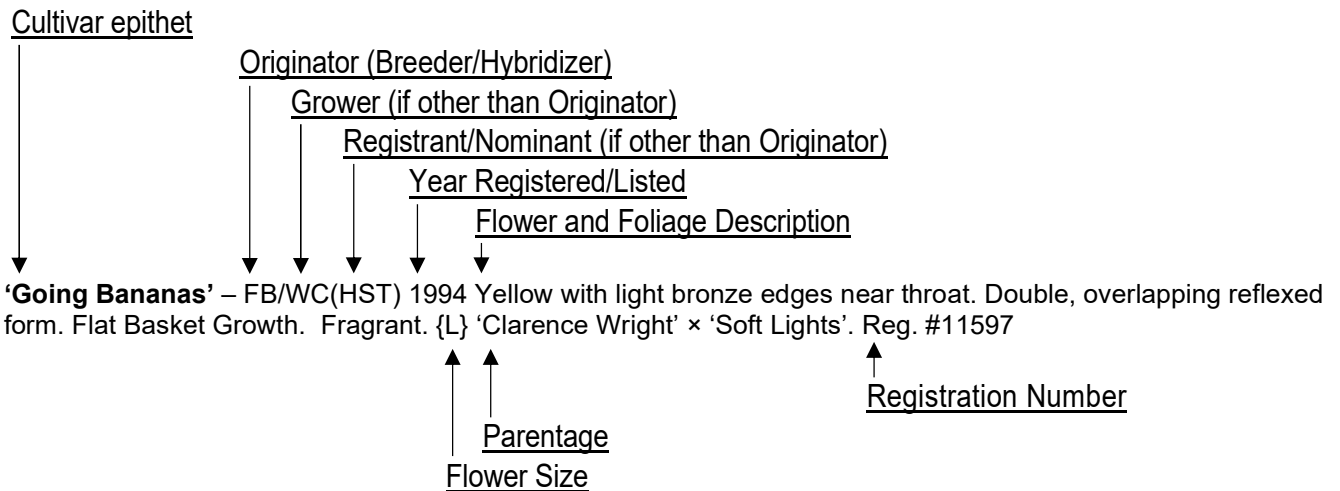 Cultivar epithet
Originator (Breeder/Hybridizer)
Grower (if other than Originator)
Registrant/Nominant (if other than Originator)
Year Registered/Listed
Flower and Foliage Description
‘Going Bananas’ – FB/WC(HST) 1994 Yellow with light bronze edges near throat. Double, overlapping reflexed
form. Flat Basket Growth. Fragrant. {L} ‘Clarence Wright’ × ‘Soft Lights’. Reg. #11597
Registration Number
Parentage
Flower Size